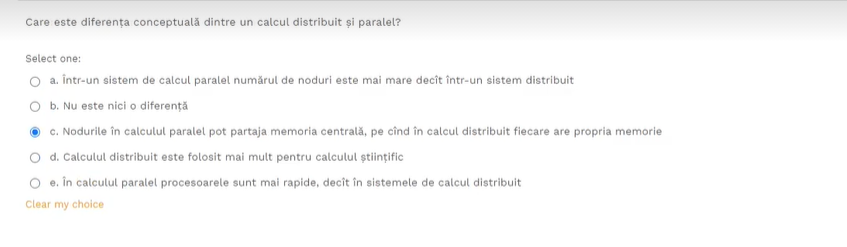 Care este diferența conceptuală dintre un calcul distribuit și paralel?
Select one:
a. Într-un sistem de calcul paralel numărul de noduri este mai mare decît într-un sistem distribuit
b. Nu este nici o diferență
c. Nodurile în calculul paralel pot partaja memoria centrală, pe cînd în calcul distribuit fiecare are propria memorie
d. Calculul distribuit este folosit mai mult pentru calculul științific
e. În calculul paralel procesoarele sunt mai rapide, decît în sistemele de calcul distribuit
Clear my choice